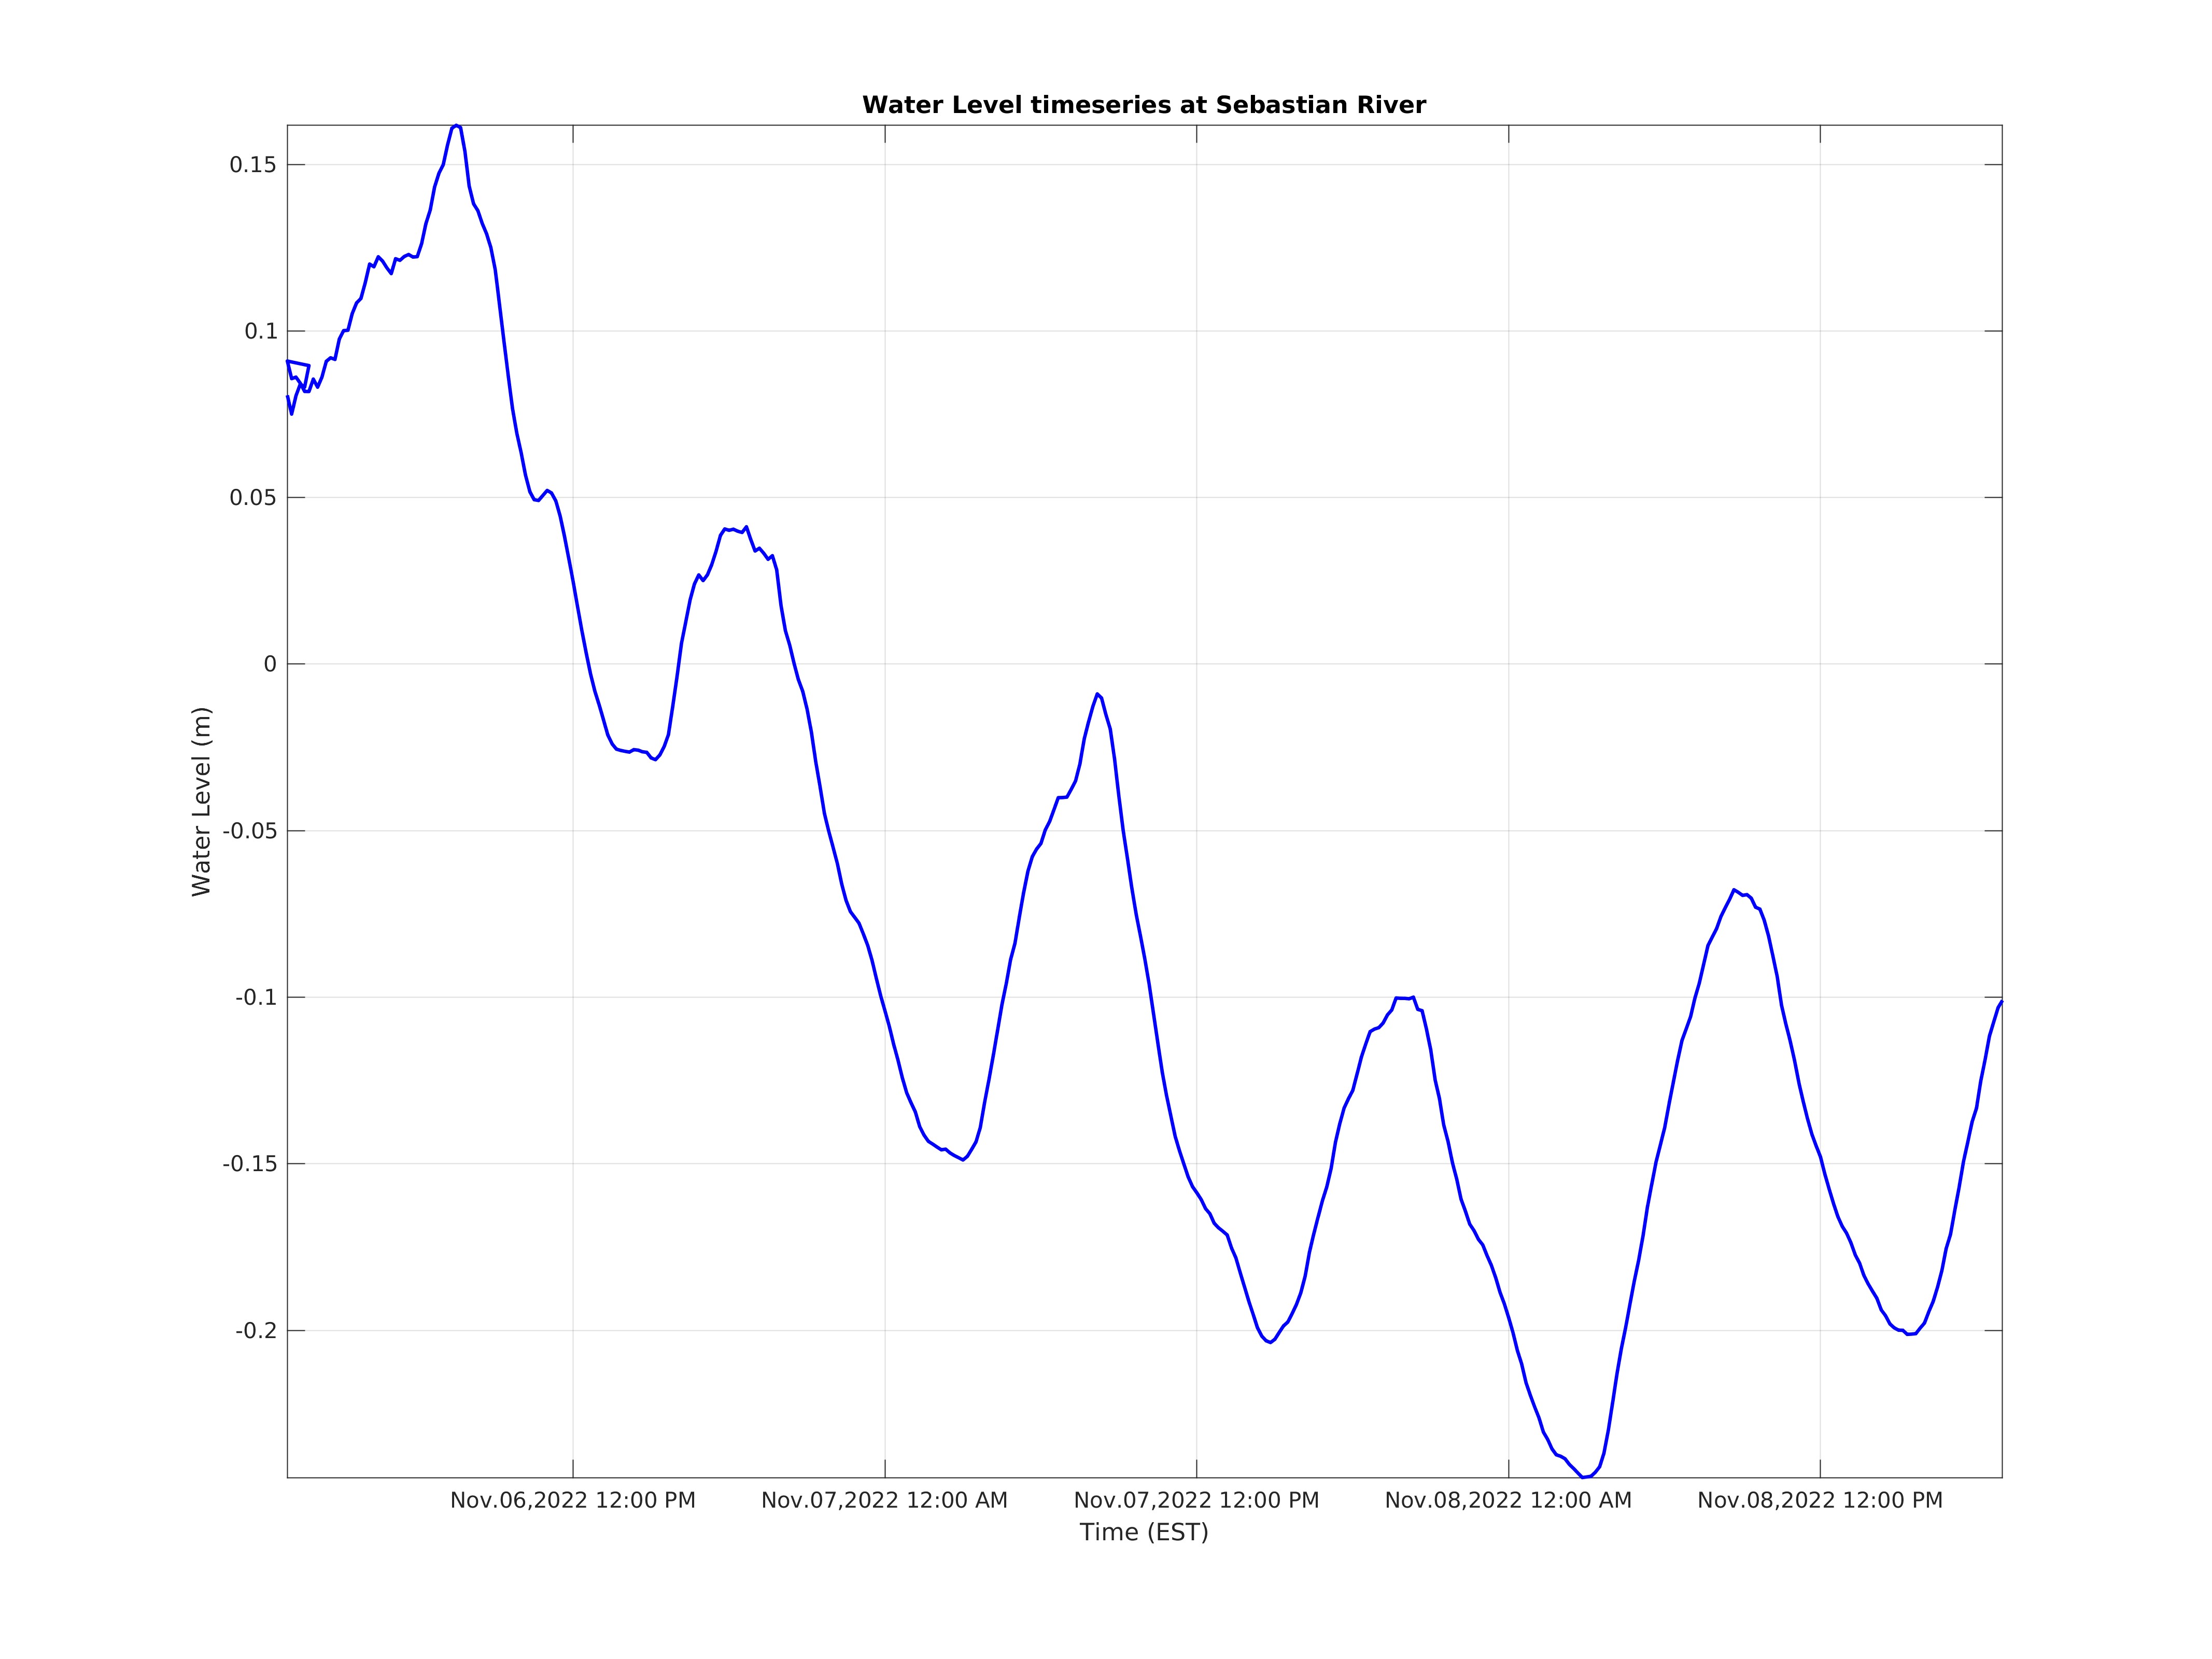 Water Level timeseries at Sebastian River
0.15
0.1
0.05
0
-0.05
-0.1
-0.15
-0.2
Water Level (m)
Nov.06,2022 12:00 PM
Nov.07,2022 12:00 AM
Nov.07,2022 12:00 PM
Nov.08,2022 12:00 AM
Nov.08,2022 12:00 PM
Time (EST)